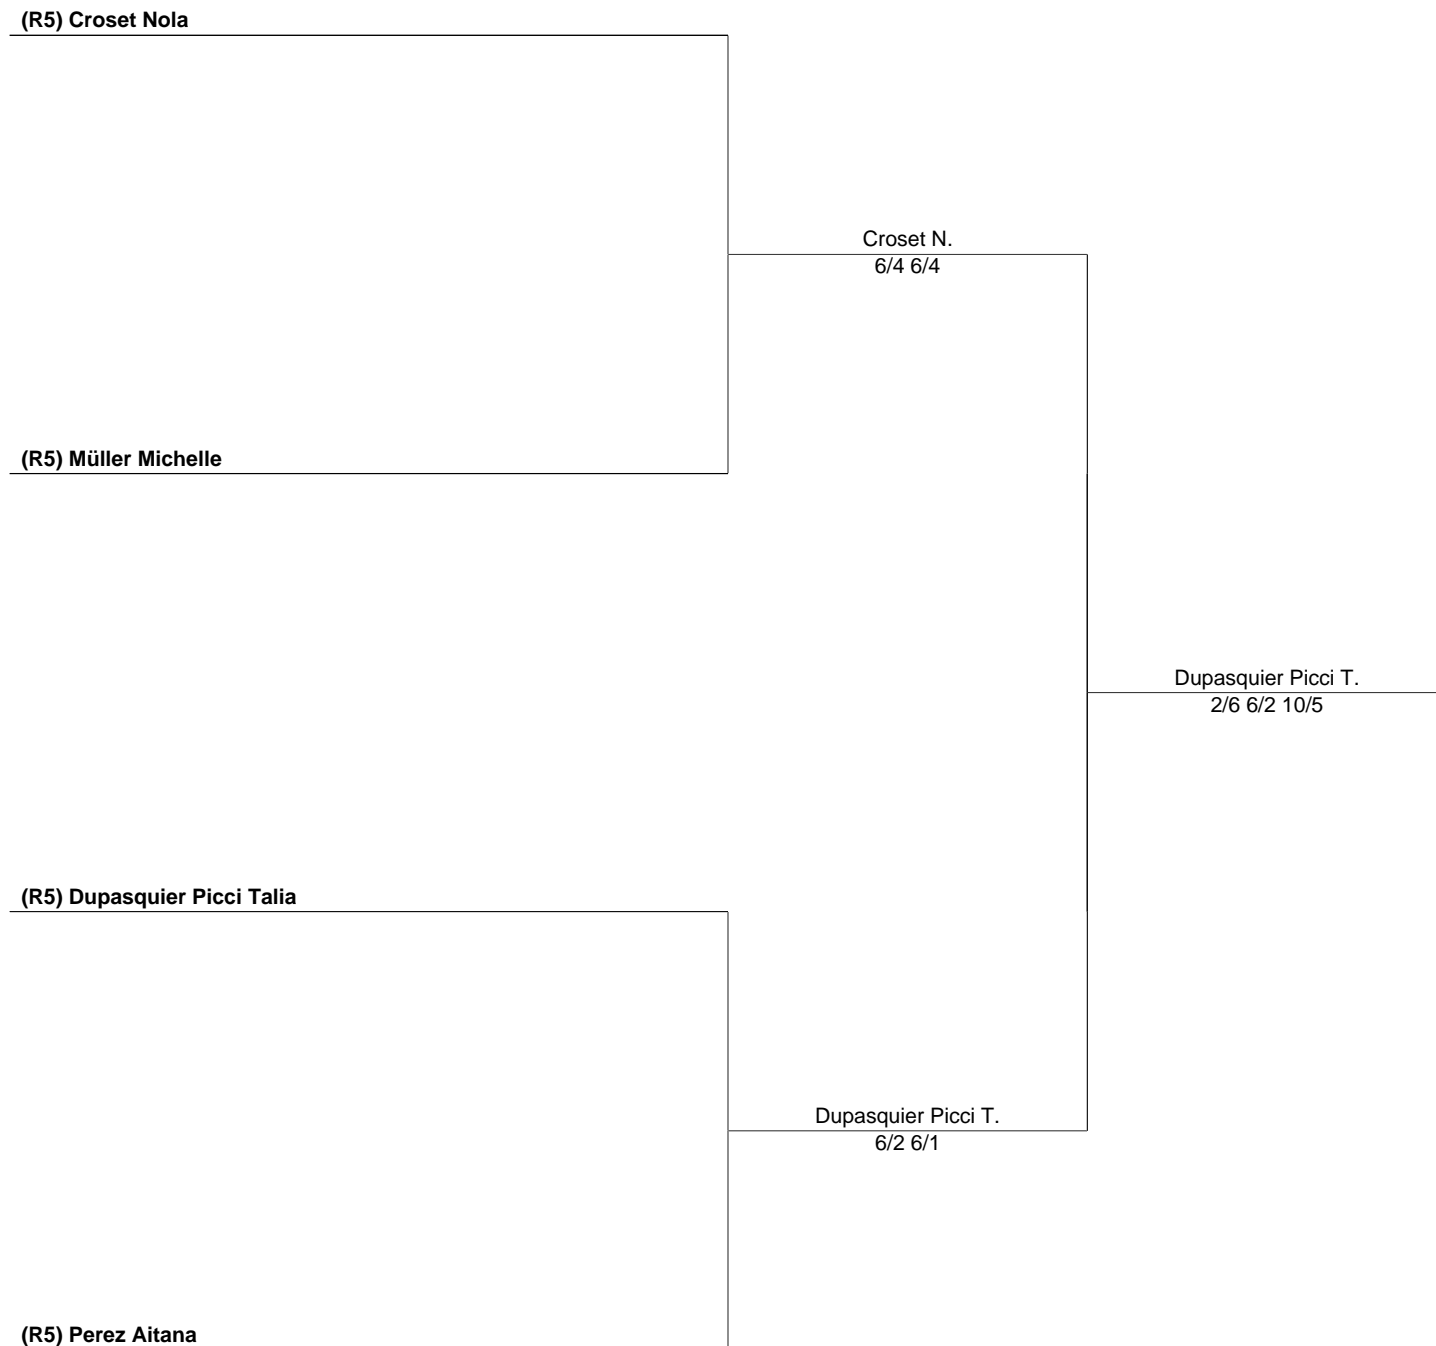 (R5) Croset Nola
Croset N.
6/4 6/4
(R5) Müller Michelle
Dupasquier Picci T.
2/6 6/2 10/5
(R5) Dupasquier Picci Talia
Dupasquier Picci T.
6/2 6/1
(R5) Perez Aitana